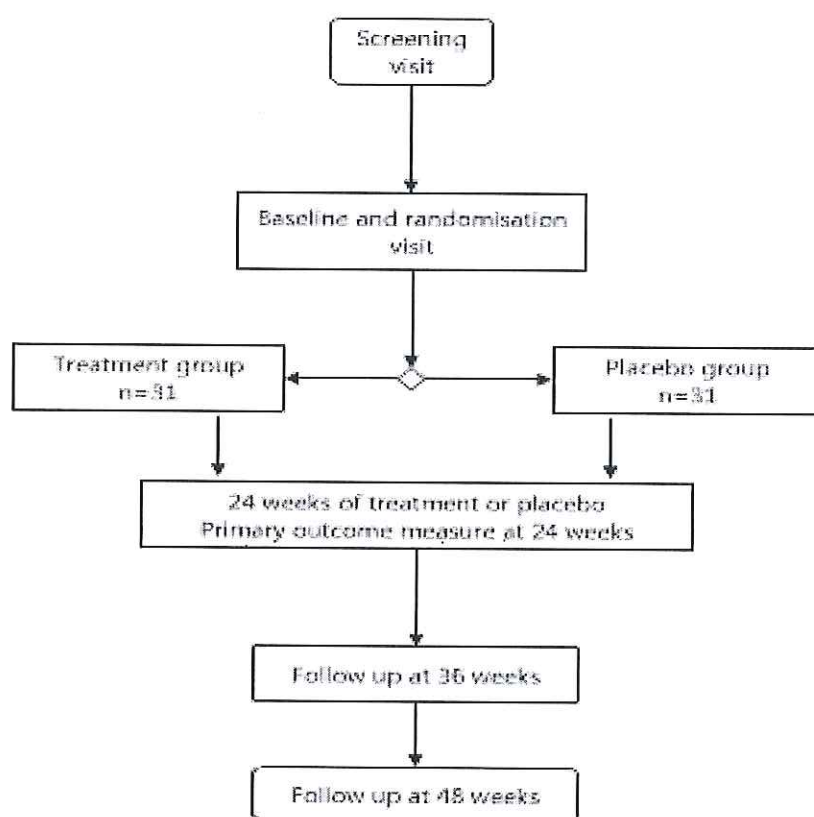 Screening
visit
Baseline and randomisation
visit
Treatment group
n=31
Placebo group
n=31
24 weeks of treatment or placebo
Primary outcome measure at 24 weeks
Follow up at 36 weeks
Follow up at 48 weeks